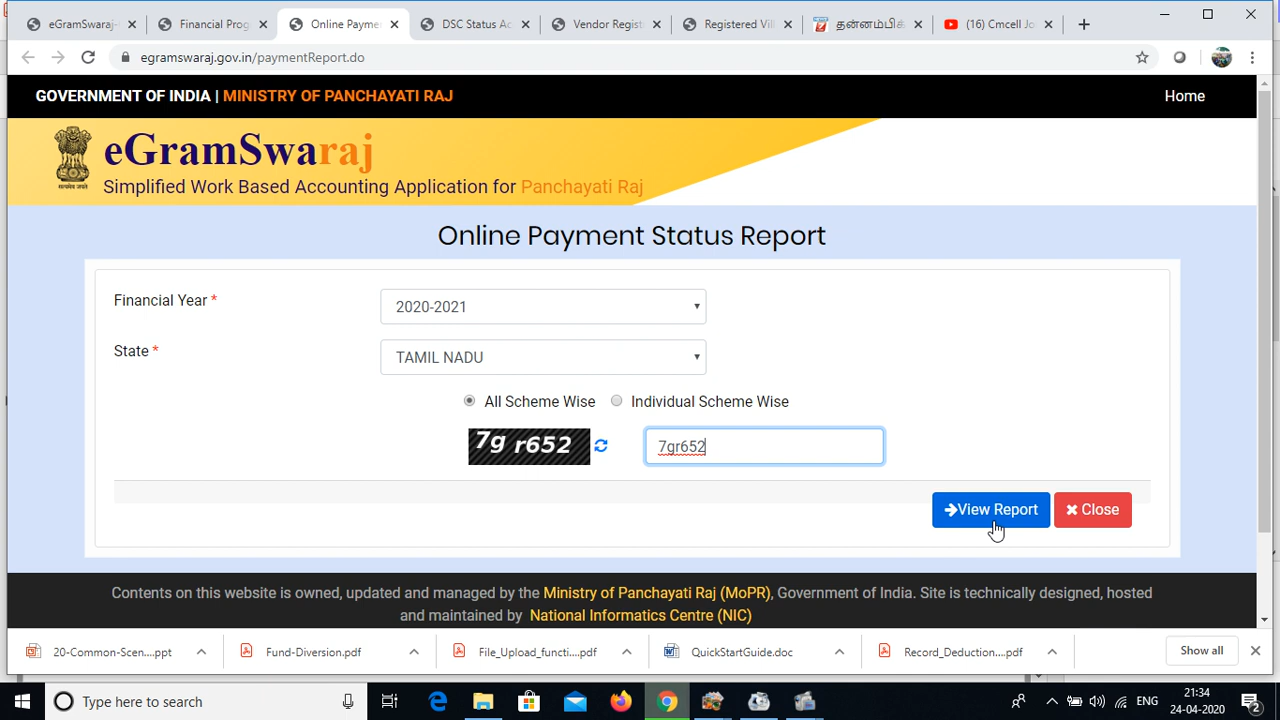 eGramSwaraj-
Financial Prog
Online Payme
DSC Status Ac
Vendor Regist
Registered Vil
தன்னம்பிக்
(16) Cmcell Jo
egramswaraj.gov.in/paymentReport.do
GOVERNMENT OF INDIA | MINISTRY OF PANCHAYATI RAJ
Home
eGramSwaraj
सत्यमेव जयते
Simplified Work Based Accounting Application for Panchayati Raj
Online Payment Status Report
Financial Year *
2020-2021
State *
TAMIL NADU
All Scheme Wise
Individual Scheme Wise
7g r652
7gr652
View Report
Close
Contents on this website is owned, updated and managed by the Ministry of Panchayati Raj (MoPR), Government of India. Site is technically designed, hosted
and maintained by National Informatics Centre (NIC)
20-Common-Scen....ppt
Fund-Diversion.pdf
File_Upload_functi....pdf
QuickStartGuide.doc
Record_Deduction....pdf
Show all
Type here to search
ENG
21:34
24-04-2020
2